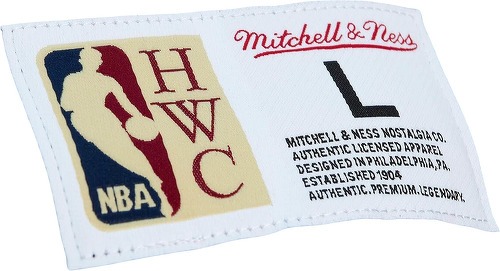 Mitchell & Ness
H
W
C
NBA
L
MITCHELL & NESS NOSTALGIA CO.
AUTHENTIC LICENSED APPAREL
DESIGNED IN PHILADELPHIA, PA.
ESTABLISHED 1904
AUTHENTIC. PREMIUM. LEGENDARY.